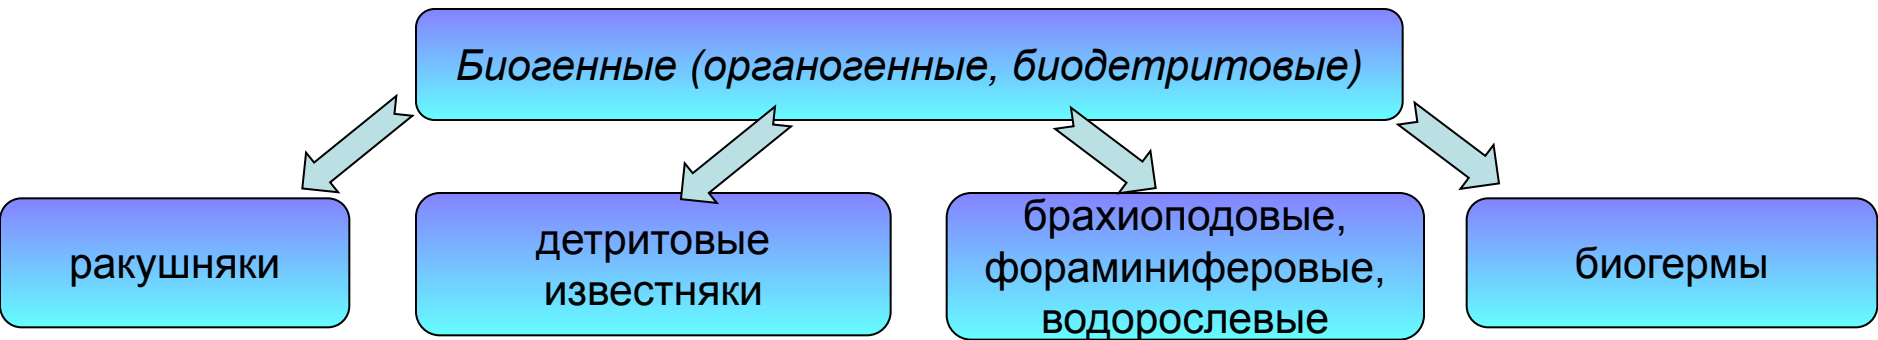 Биогенные (органогенные, биодетритовые)
ракушняки
детритовые
известняки
брахиоподовые,
фораминиферовые,
водорослевые
биогермы